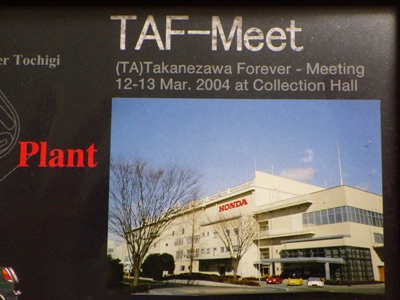 TAF-Meet
er Tochigi
(TA)Takanezawa Forever - Meeting
12-13 Mar. 2004 at Collection Hall
Plant
HONDA